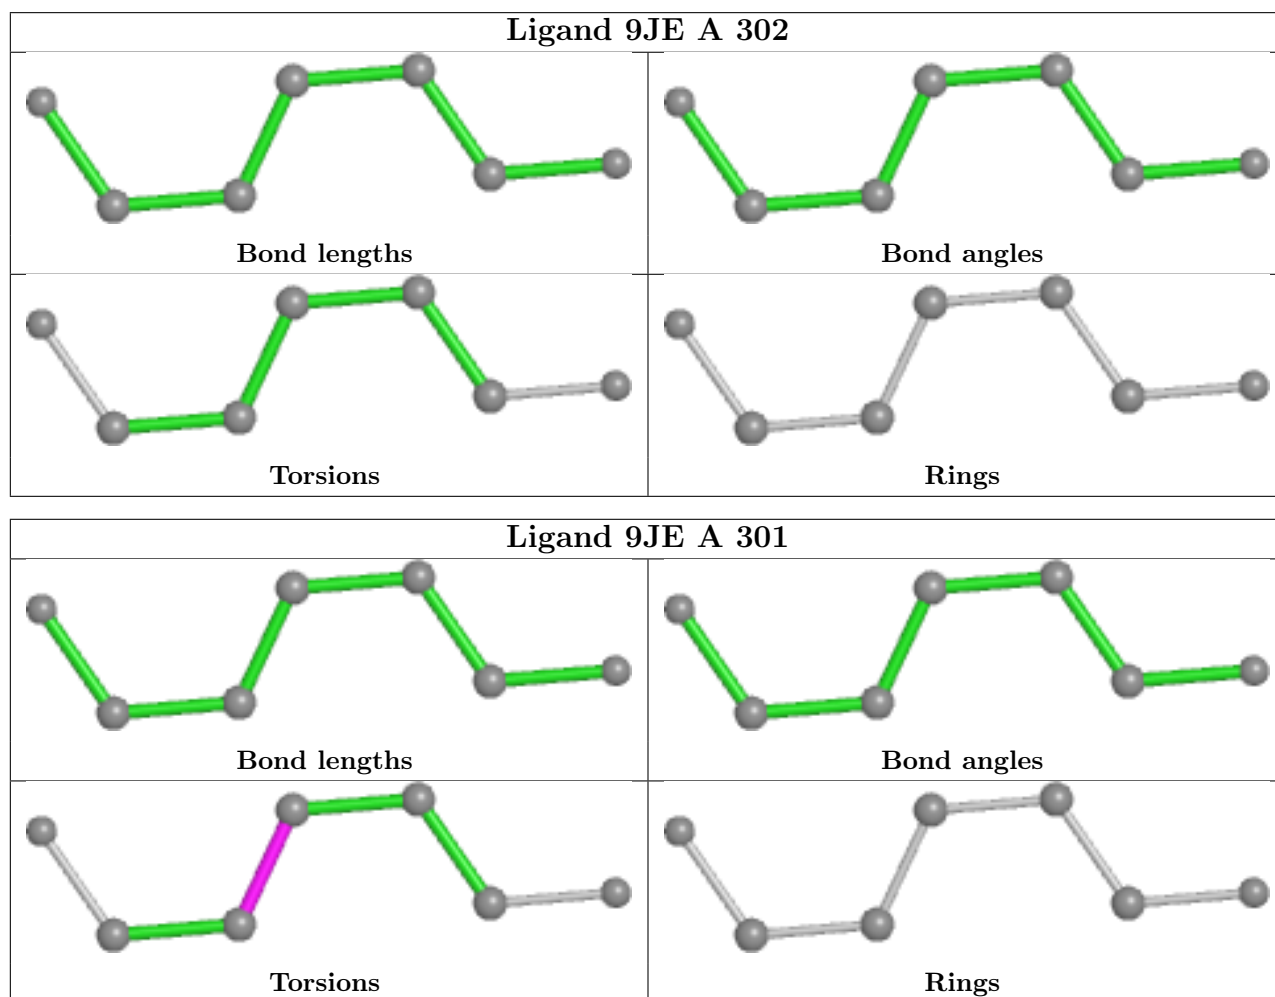 Ligand 9JE A 302
Bond lengths
Bond angles
Torsions
Rings
Ligand 9JE A 301
Bond lengths
Bond angles
Torsions
Rings